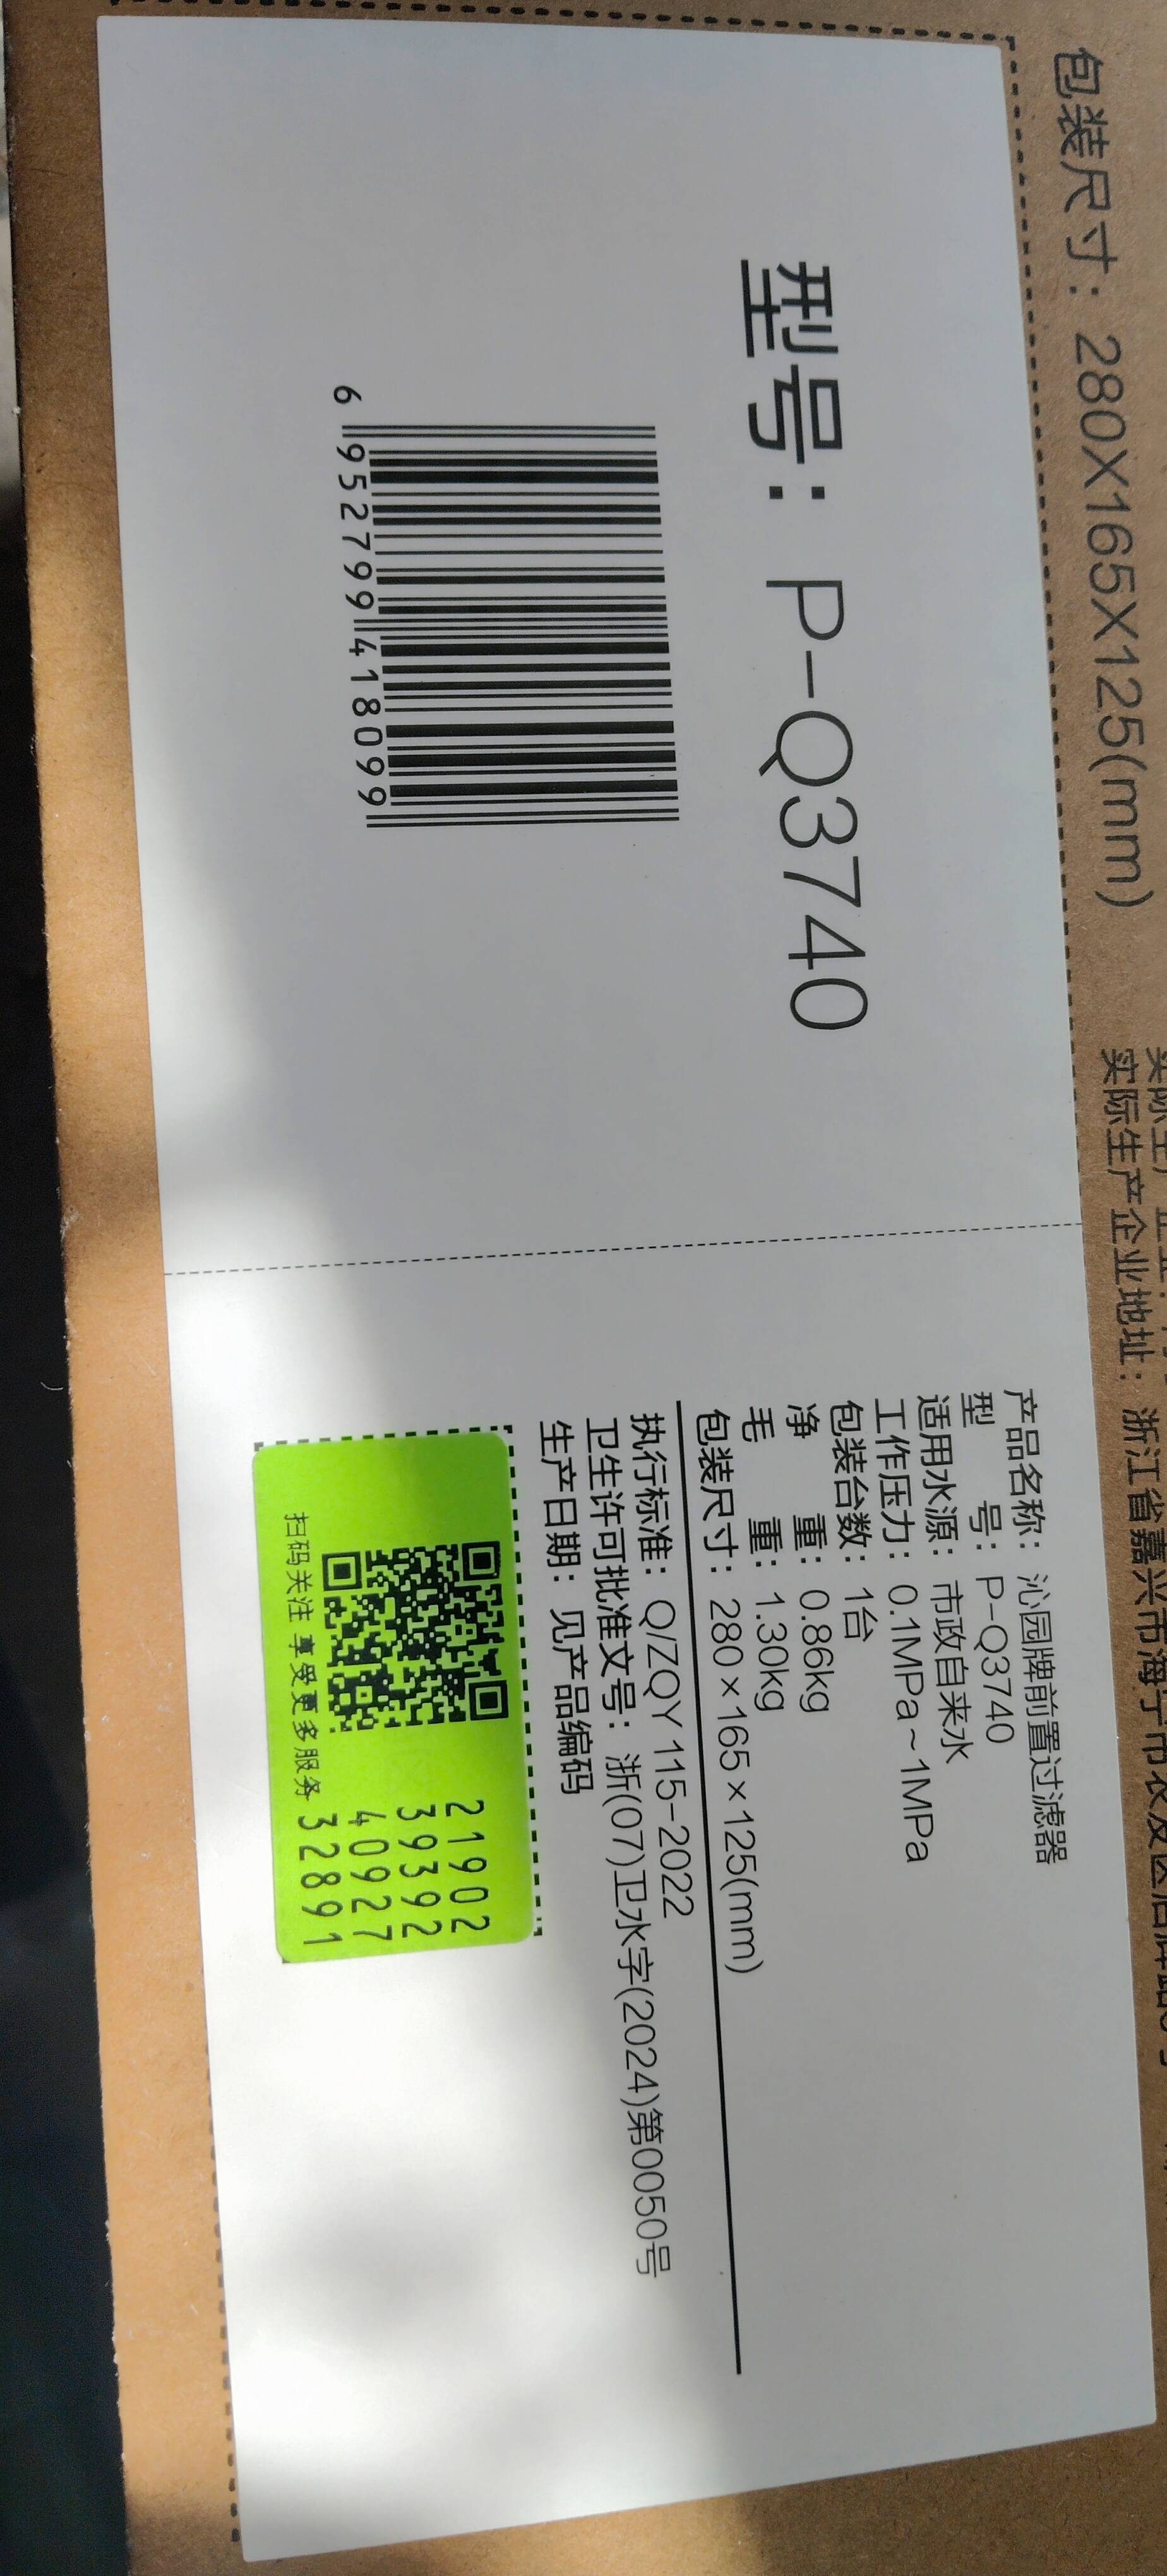 包装尺寸：280X165X125(mm)
实际生产企业地址：浙江省嘉兴市海宁市农发区
型号：P-Q3740
6 952799 418099
产品名称：沁园牌前置过滤器
型 号：P-Q3740
适用水源：市政自来水
工作压力：0.1MPa~1MPa
包装台数：1台
净 重：0.86kg
毛 重：1.30kg
包装尺寸：280×165×125(mm)
执行标准：Q/ZQY 115-2022
卫生许可批准文号：浙(07)卫水字(2024)第0050号
生产日期：见产品编码
21902
39392
40927
32891
扫码关注 享受更多服务